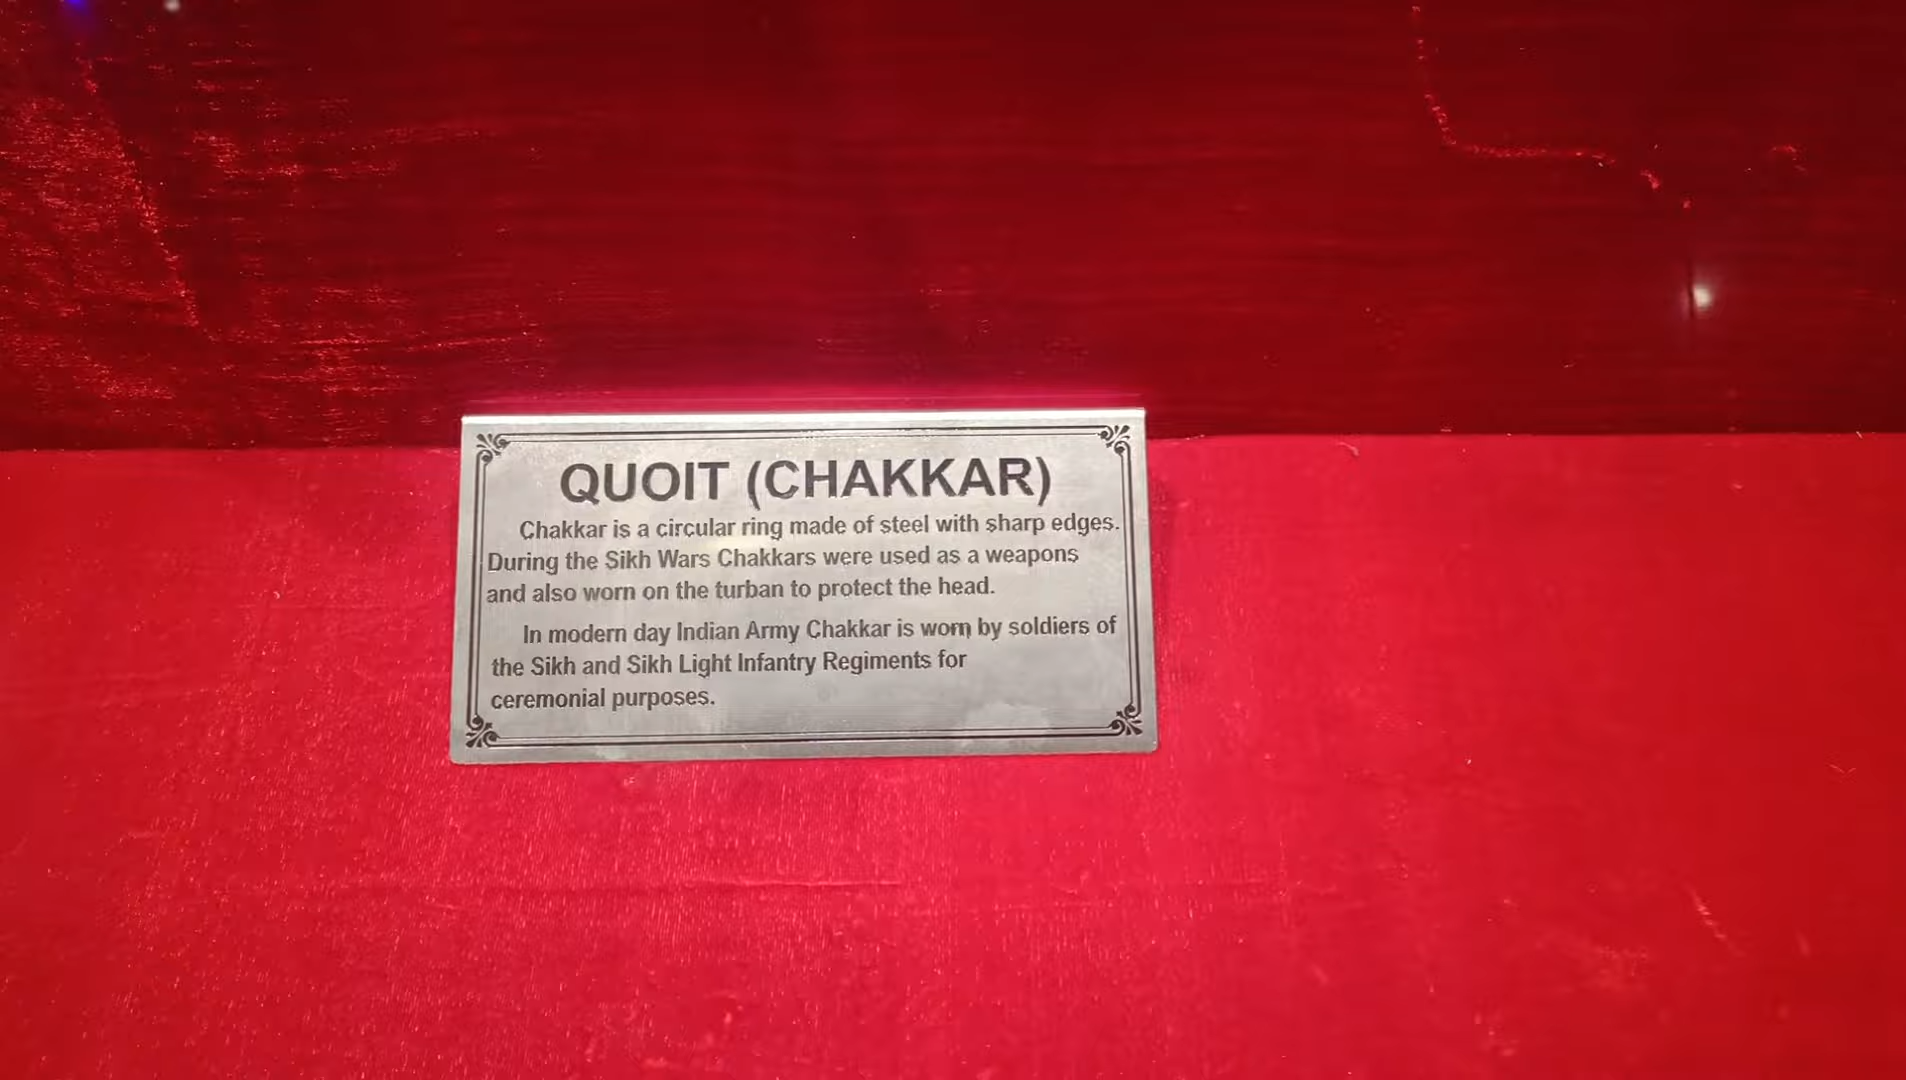 QUOIT (CHAKKAR)
Chakkar is a circular ring made of steel with sharp edges.
During the Sikh Wars Chakkars were used as a weapons
and also worn on the turban to protect the head.
In modern day Indian Army Chakkar is worn by soldiers of
the Sikh and Sikh Light Infantry Regiments for
ceremonial purposes.